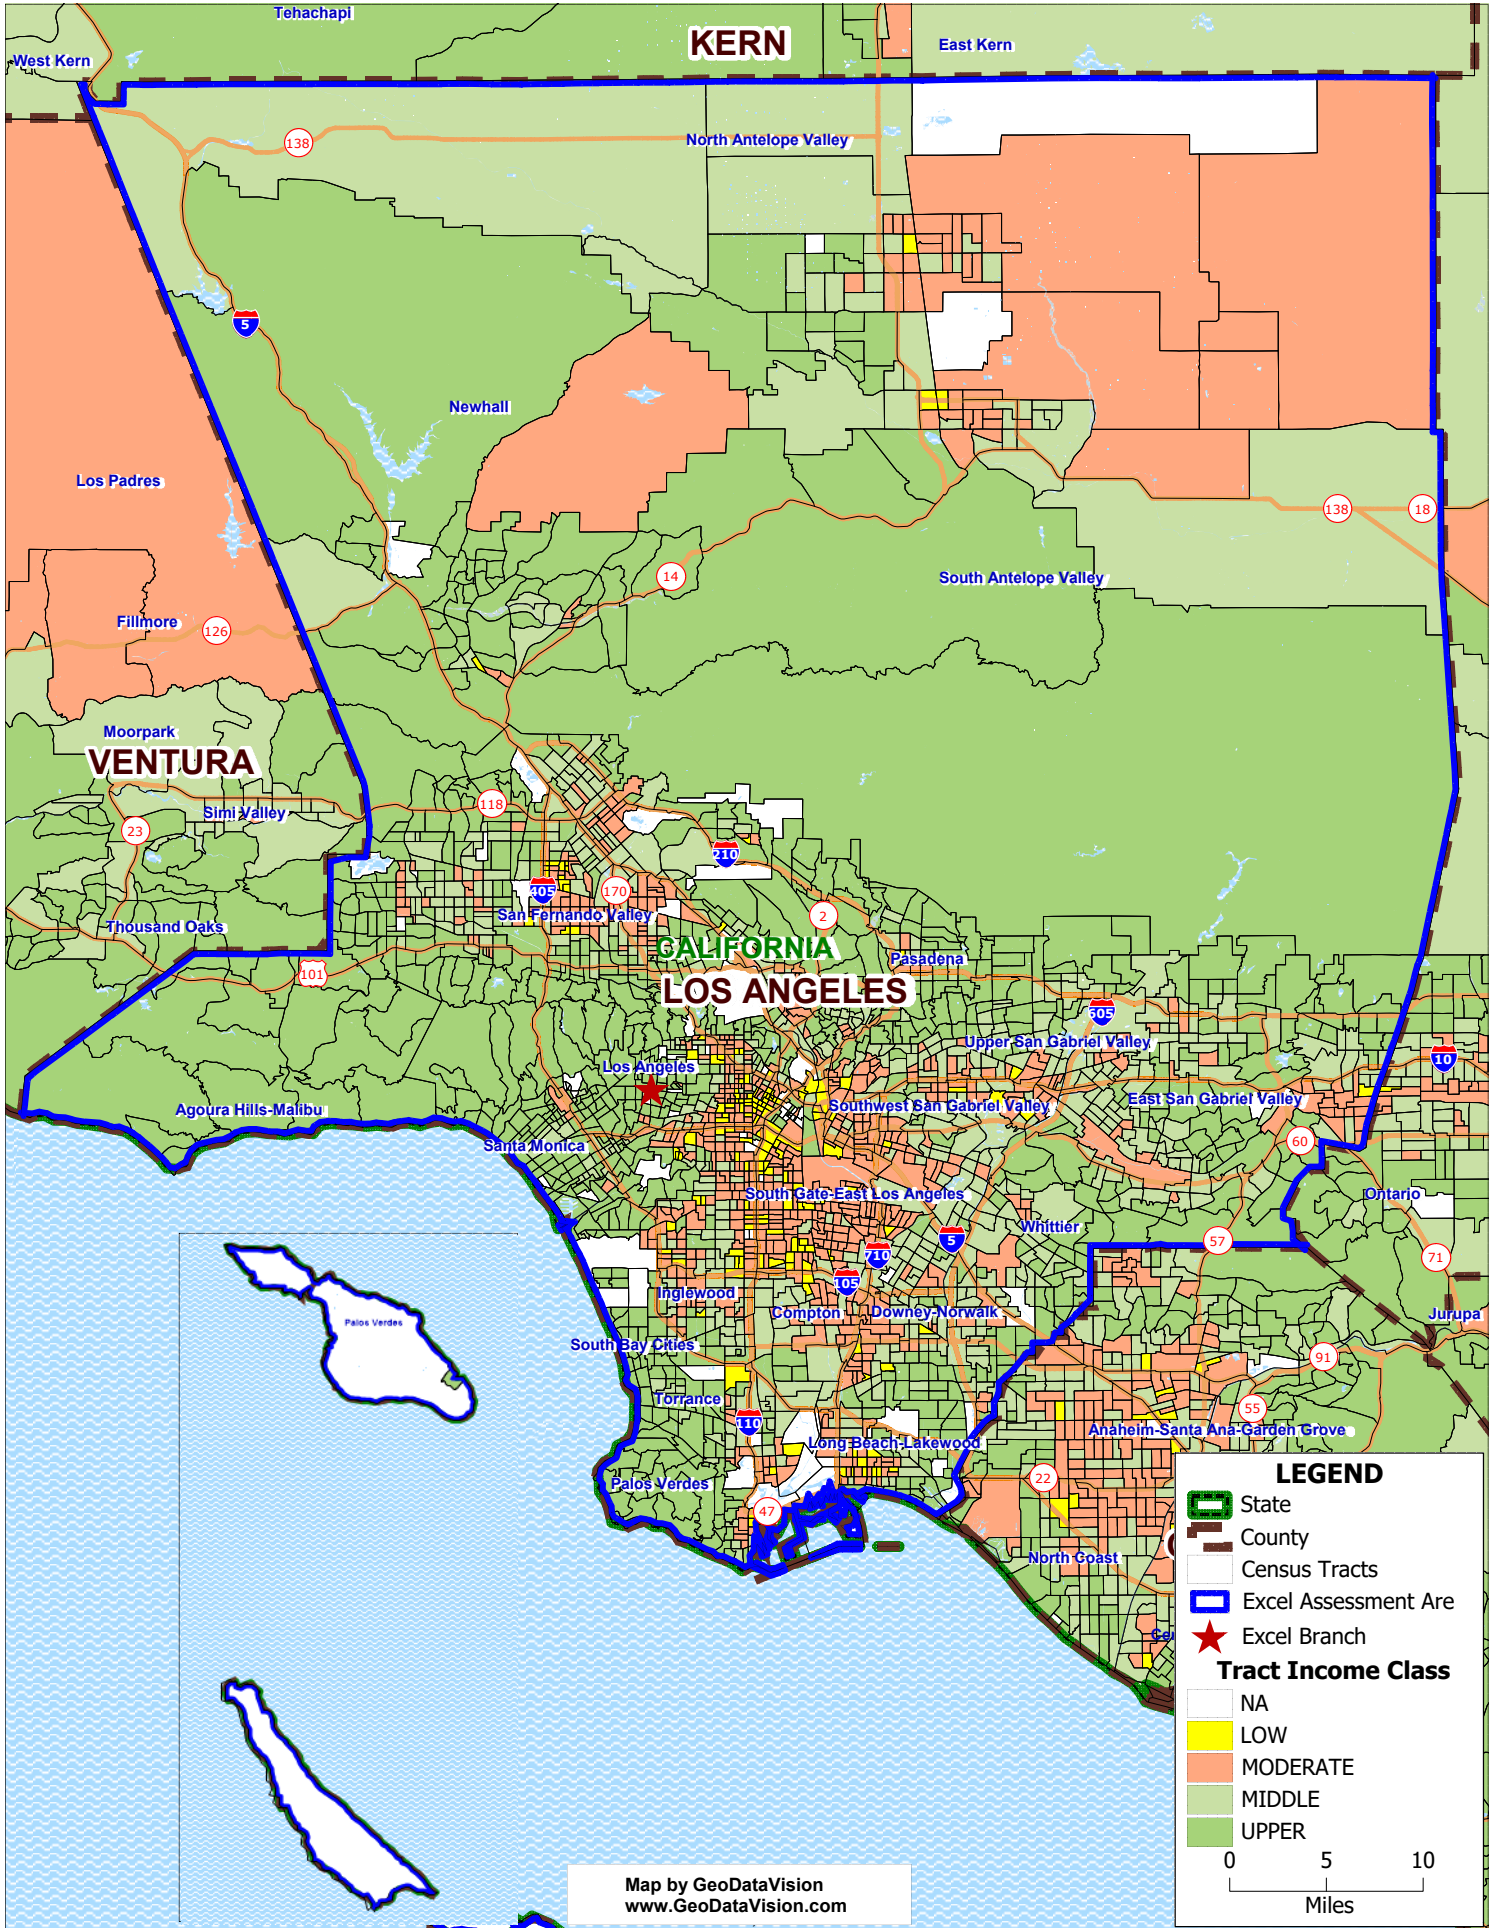 Tehachapi
KERN
East Kern
West Kern
138
North Antelope Valley
5
Newhall
Los Padres
138
18
14
South Antelope Valley
Fillmore
126
Moorpark
VENTURA
Simi Valley
118
23
210
405
170
San Fernando Valley
2
Thousand Oaks
CALIFORNIA
Pasadena
101
LOS ANGELES
605
Upper San Gabriel Valley
10
Los Angeles
Agoura Hills-Malibu
Southwest San Gabriel Valley
East San Gabriel Valley
60
Santa Monica
South Gate-East Los Angeles
Ontario
Whittier
5
57
710
71
105
Inglewood
Compton
Downey-Norwalk
Jurupa
Palos Verdes
South Bay Cities
91
Torrance
55
110
Anaheim-Santa Ana-Garden Grove
Long Beach-Lakewood
Palos Verdes
22
47
North Coast
LEGEND
State
County
Census Tracts
Excel Assessment Are
Excel Branch
Tract Income Class
NA
LOW
MODERATE
MIDDLE
UPPER
0 5 10
Miles
Map by GeoDataVision
www.GeoDataVision.com